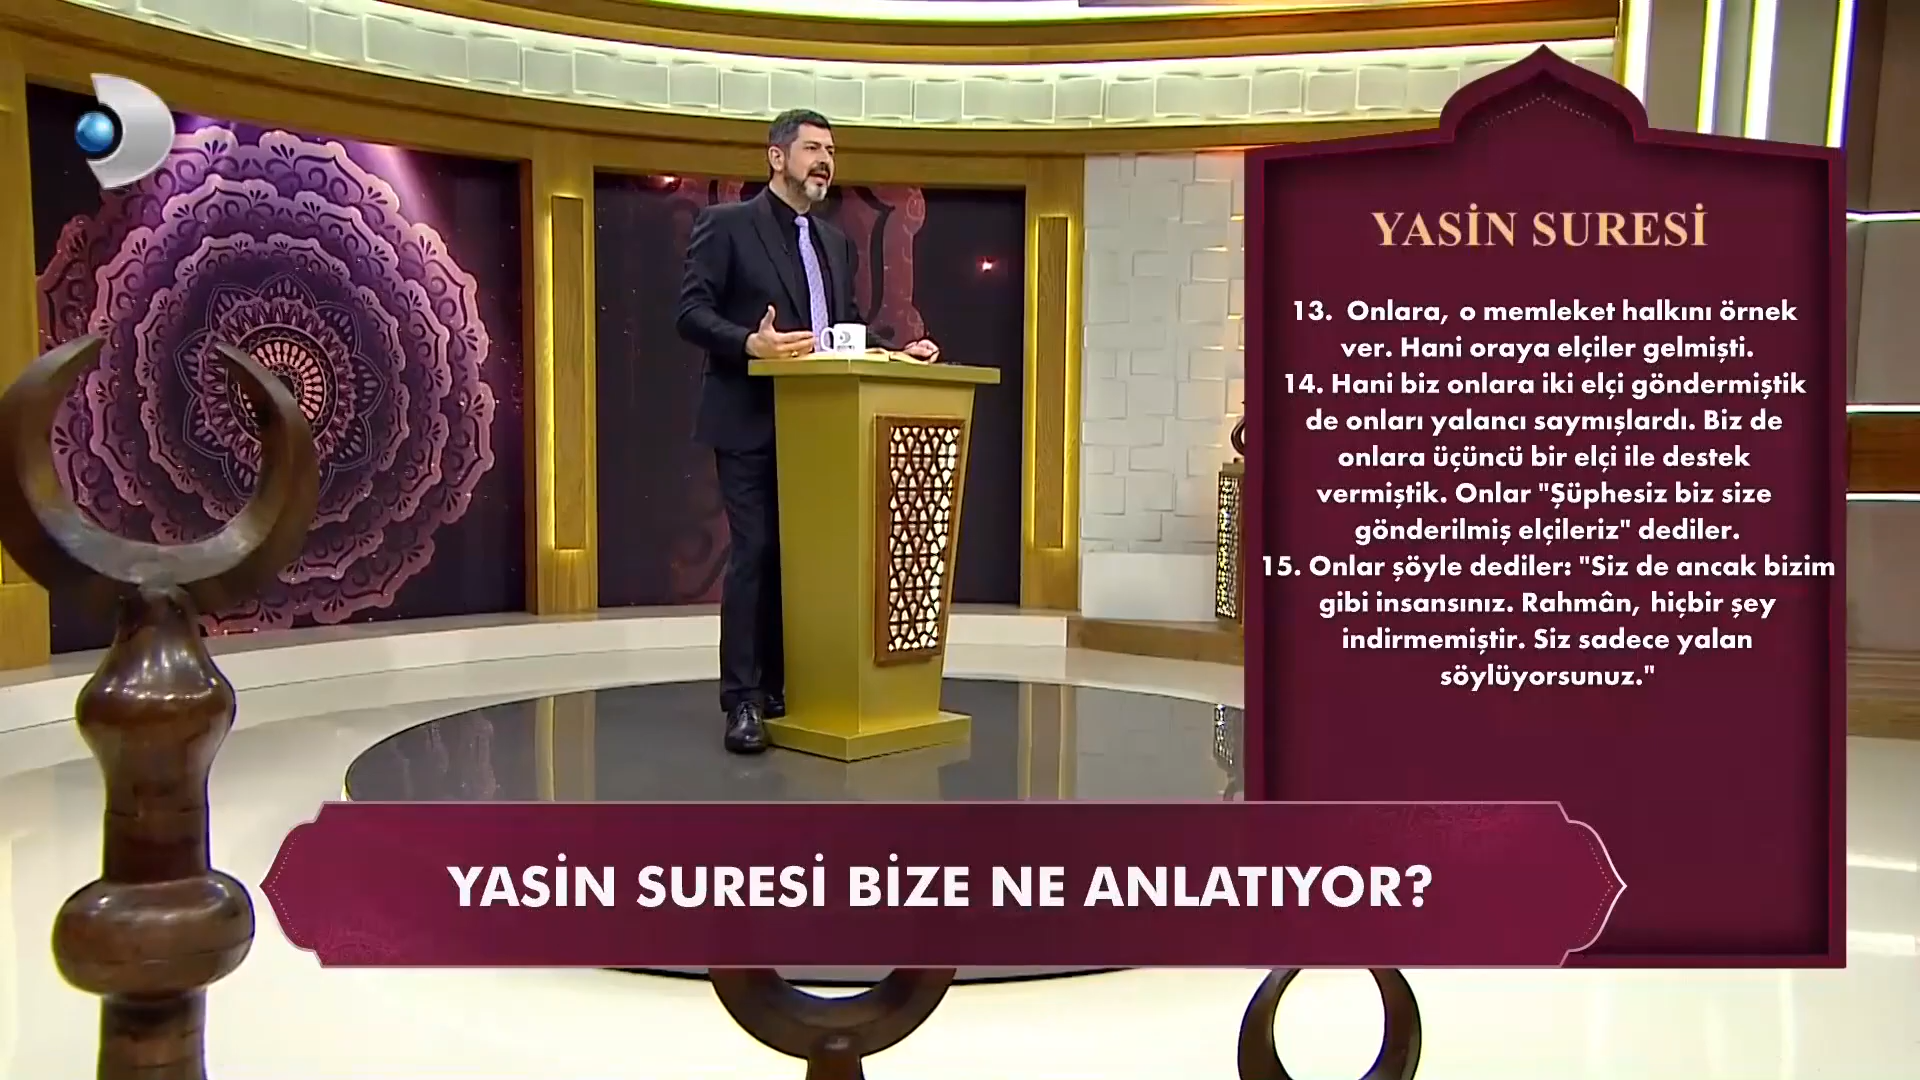 YASİN SURESİ
13. Onlara, o memleket halkını örnek
ver. Hani oraya elçiler gelmişti.
14. Hani biz onlara iki elçi göndermiştik
de onları yalancı saymışlardı. Biz de
onlara üçüncü bir elçi ile destek
vermiştik. Onlar "Şüphesiz biz size
gönderilmiş elçileriz" dediler.
15. Onlar şöyle dediler: "Siz de ancak bizim
gibi insansınız. Rahmân, hiçbir şey
indirmemiştir. Siz sadece yalan
söylüyorsunuz."
YASİN SURESİ BİZE NE ANLATIYOR?